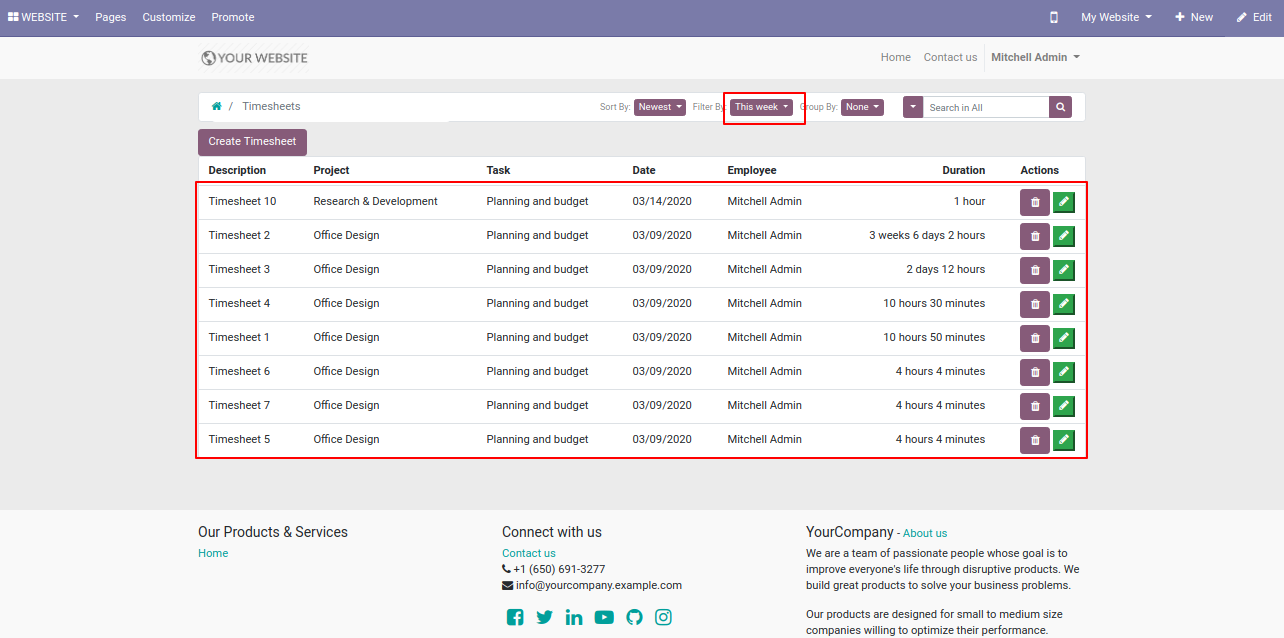 WEBSITE Pages Customize Promote My Website New Edit
YOUR WEBSITE Home Contact us Mitchell Admin
/ Timesheets Sort By: Newest Filter By: This week Group By: None Search in All
Create Timesheet
Description Project Task Date Employee Duration Actions
Timesheet 10 Research & Development Planning and budget 03/14/2020 Mitchell Admin 1 hour
Timesheet 2 Office Design Planning and budget 03/09/2020 Mitchell Admin 3 weeks 6 days 2 hours
Timesheet 3 Office Design Planning and budget 03/09/2020 Mitchell Admin 2 days 12 hours
Timesheet 4 Office Design Planning and budget 03/09/2020 Mitchell Admin 10 hours 30 minutes
Timesheet 1 Office Design Planning and budget 03/09/2020 Mitchell Admin 10 hours 50 minutes
Timesheet 6 Office Design Planning and budget 03/09/2020 Mitchell Admin 4 hours 4 minutes
Timesheet 7 Office Design Planning and budget 03/09/2020 Mitchell Admin 4 hours 4 minutes
Timesheet 5 Office Design Planning and budget 03/09/2020 Mitchell Admin 4 hours 4 minutes
Our Products & Services
Home
Connect with us
Contact us
+1 (650) 691-3277
info@yourcompany.example.com
YourCompany - About us
We are a team of passionate people whose goal is to
improve everyone's life through disruptive products. We
build great products to solve your business problems.
Our products are designed for small to medium size
companies willing to optimize their performance.